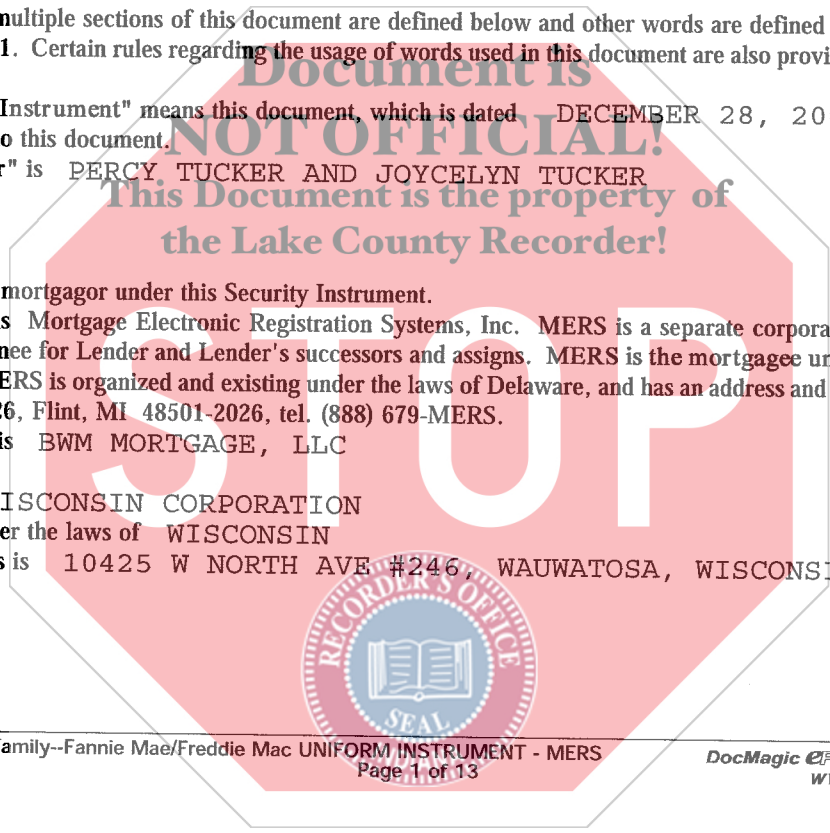 multiple sections of this document are defined below and other words are defined
1. Certain rules regarding the usage of words used in this document are also provi
Document is
Instrument" means this document, which is dated DECEMBER 28, 20
NOT OFFICIAL!
o this document.
r" is PERCY TUCKER AND JOYCELYN TUCKER
This Document is the property of
the Lake County Recorder!
mortgagor under this Security Instrument.
s Mortgage Electronic Registration Systems, Inc. MERS is a separate corpora
nee for Lender and Lender's successors and assigns. MERS is the mortgagee un
ERS is organized and existing under the laws of Delaware, and has an address and
26, Flint, MI 48501-2026, tel. (888) 679-MERS.
STOP
is BWM MORTGAGE, LLC
ISCONSIN CORPORATION
er the laws of WISCONSIN
s is 10425 W NORTH AVE #246, WAUWATOSA, WISCONSI
RECORDER'S OFFICE
SEAL
INDIANA
amily--Fannie Mae/Freddie Mac UNIFORM INSTRUMENT - MERS
Page 1 of 13
DocMagic eF
w